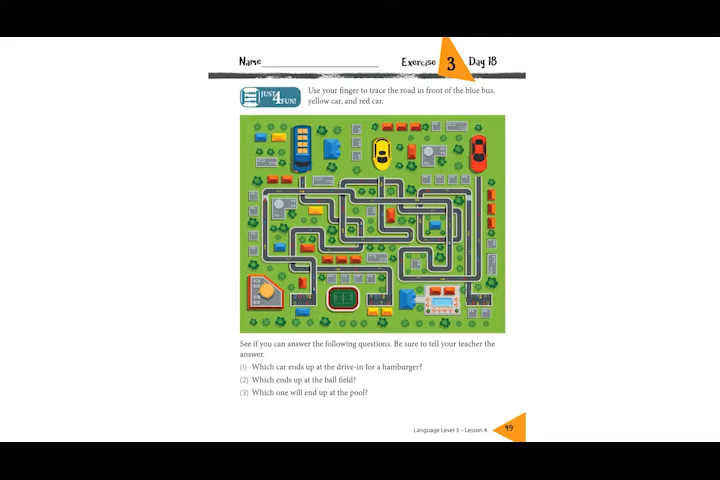 Name Exercise 3 Day 18
JUST 4 FUN!
Use your finger to trace the road in front of the blue bus,
yellow car, and red car.
See if you can answer the following questions. Be sure to tell your teacher the
answer.
(1) Which car ends up at the drive-in for a hamburger?
(2) Which ends up at the ball field?
(3) Which one will end up at the pool?
Language Level 3 – Lesson 4 49